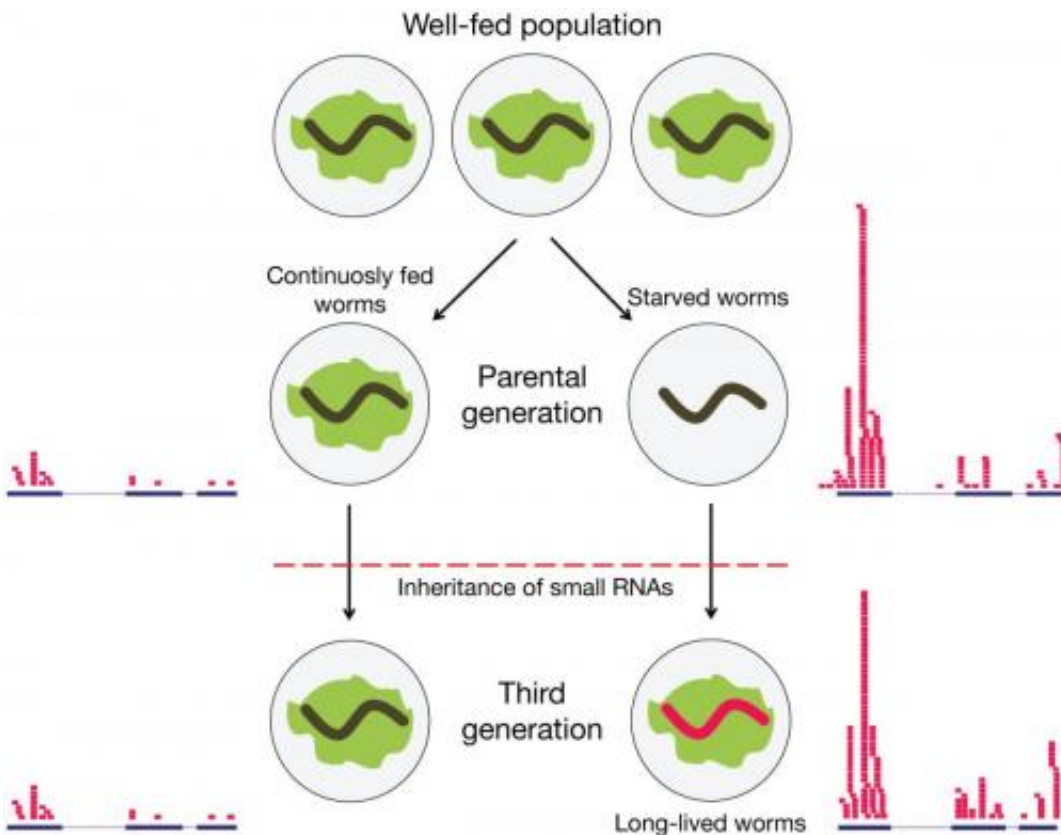 Well-fed population
Continuosly fed
worms
Starved worms
Parental
generation
Inheritance of small RNAs
Third
generation
Long-lived worms